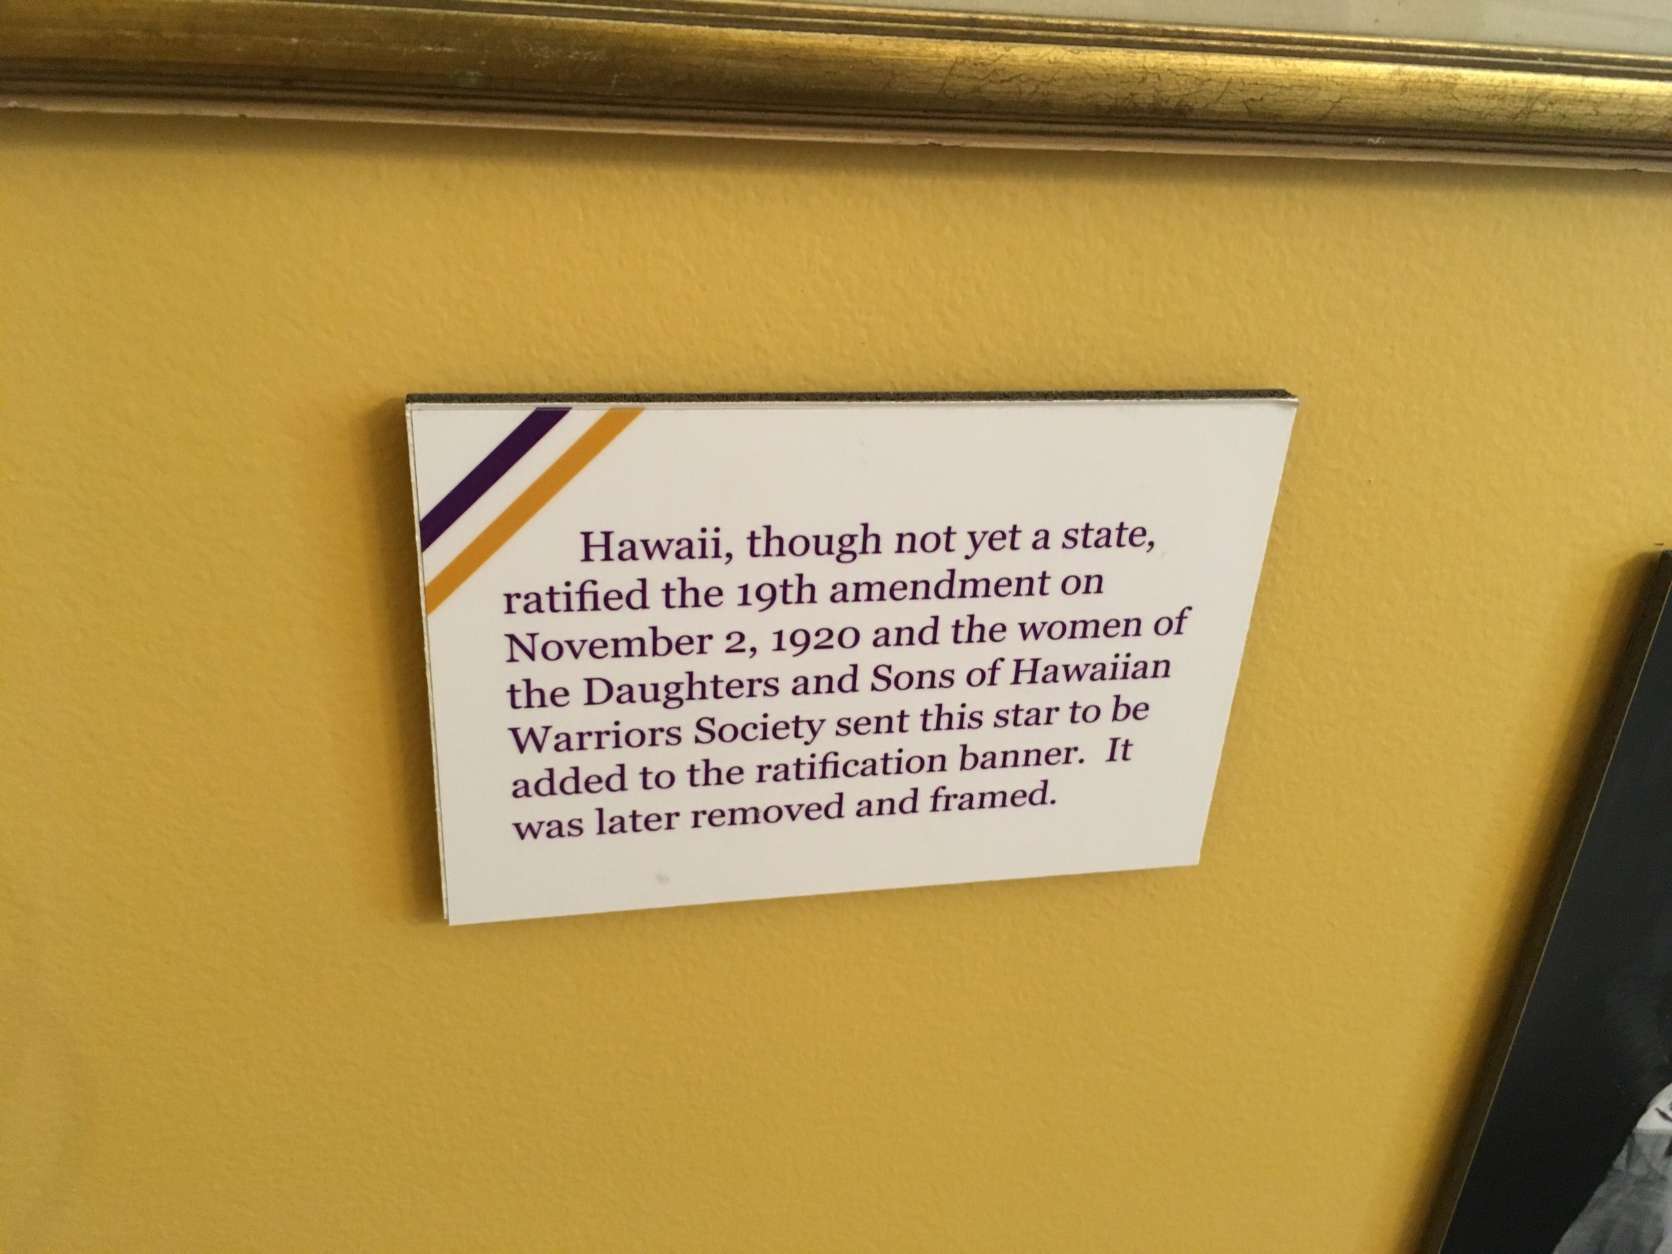 Hawaii, though not yet a state,
ratified the 19th amendment on
November 2, 1920 and the women of
the Daughters and Sons of Hawaiian
Warriors Society sent this star to be
added to the ratification banner.  It
was later removed and framed.